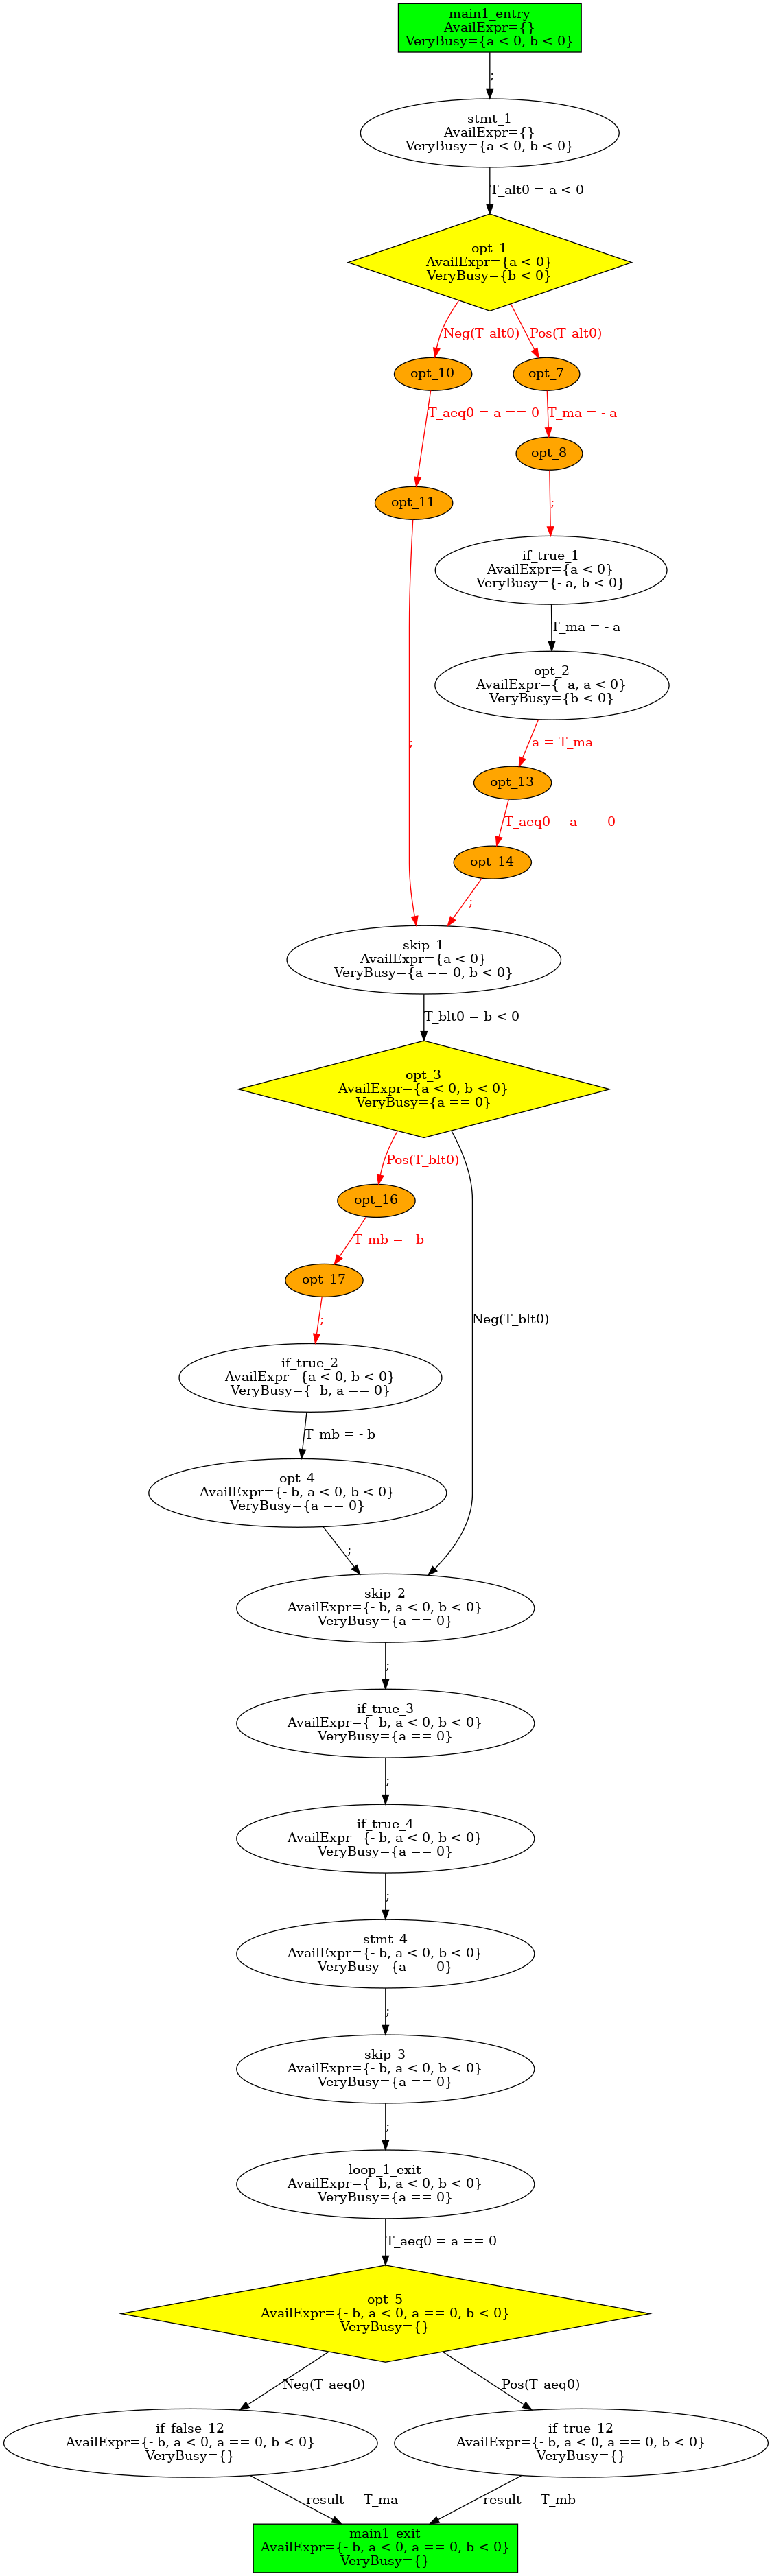 main1_entry
AvailExpr={}
VeryBusy={a < 0, b < 0}
;
stmt_1
AvailExpr={}
VeryBusy={a < 0, b < 0}
T_alt0 = a < 0
opt_1
AvailExpr={a < 0}
VeryBusy={b < 0}
Neg(T_alt0)
Pos(T_alt0)
opt_10
opt_7
T_aeq0 = a == 0
T_ma = - a
opt_8
opt_11
;
if_true_1
AvailExpr={a < 0}
VeryBusy={- a, b < 0}
T_ma = - a
opt_2
AvailExpr={- a, a < 0}
VeryBusy={b < 0}
;
a = T_ma
opt_13
T_aeq0 = a == 0
opt_14
;
skip_1
AvailExpr={a < 0}
VeryBusy={a == 0, b < 0}
T_blt0 = b < 0
opt_3
AvailExpr={a < 0, b < 0}
VeryBusy={a == 0}
Pos(T_blt0)
opt_16
T_mb = - b
opt_17
;
Neg(T_blt0)
if_true_2
AvailExpr={a < 0, b < 0}
VeryBusy={- b, a == 0}
T_mb = - b
opt_4
AvailExpr={- b, a < 0, b < 0}
VeryBusy={a == 0}
;
skip_2
AvailExpr={- b, a < 0, b < 0}
VeryBusy={a == 0}
;
if_true_3
AvailExpr={- b, a < 0, b < 0}
VeryBusy={a == 0}
;
if_true_4
AvailExpr={- b, a < 0, b < 0}
VeryBusy={a == 0}
;
stmt_4
AvailExpr={- b, a < 0, b < 0}
VeryBusy={a == 0}
;
skip_3
AvailExpr={- b, a < 0, b < 0}
VeryBusy={a == 0}
;
loop_1_exit
AvailExpr={- b, a < 0, b < 0}
VeryBusy={a == 0}
T_aeq0 = a == 0
opt_5
AvailExpr={- b, a < 0, a == 0, b < 0}
VeryBusy={}
Neg(T_aeq0)
Pos(T_aeq0)
if_false_12
AvailExpr={- b, a < 0, a == 0, b < 0}
VeryBusy={}
if_true_12
AvailExpr={- b, a < 0, a == 0, b < 0}
VeryBusy={}
result = T_ma
result = T_mb
main1_exit
AvailExpr={- b, a < 0, a == 0, b < 0}
VeryBusy={}